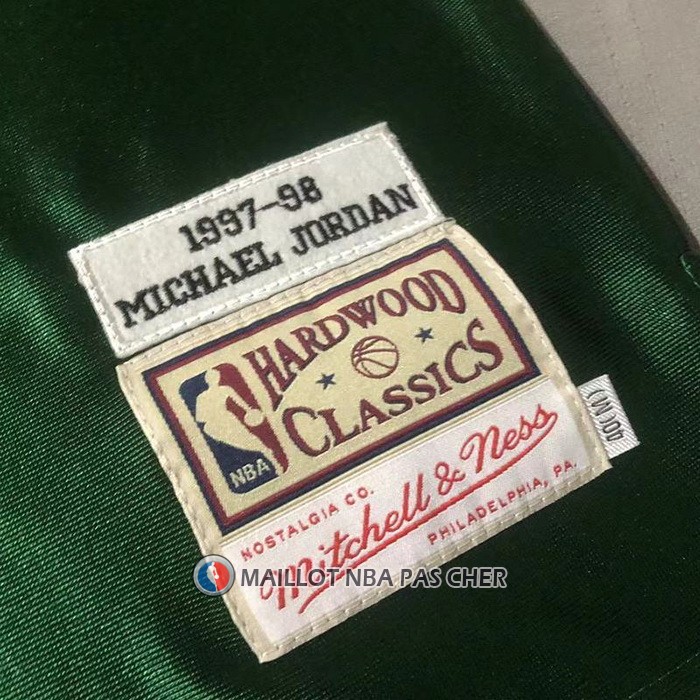 1997-98
MICHAEL JORDAN
HARDWOOD
CLASSICS
NBA
NOSTALGIA CO.
Mitchell & Ness
PHILADELPHIA, PA.
MAILLOT NBA PAS CHER